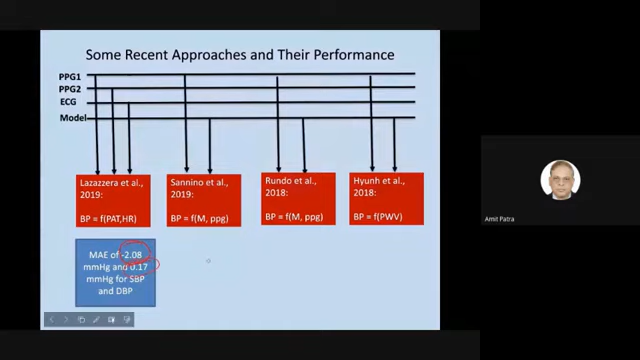 Some Recent Approaches and Their Performance
PPG1
PPG2
ECG
Model
Lazazzera et al.,
2019:
BP = f(PAT,HR)
Sannino et al.,
2019:
BP = f(M, ppg)
Rundo et al.,
2018:
BP = f(M, ppg)
Hyunh et al.,
2018:
BP = f(PWV)
MAE of -2.08
mmHg and 0.17
mmHg for SBP
and DBP
Amit Patra